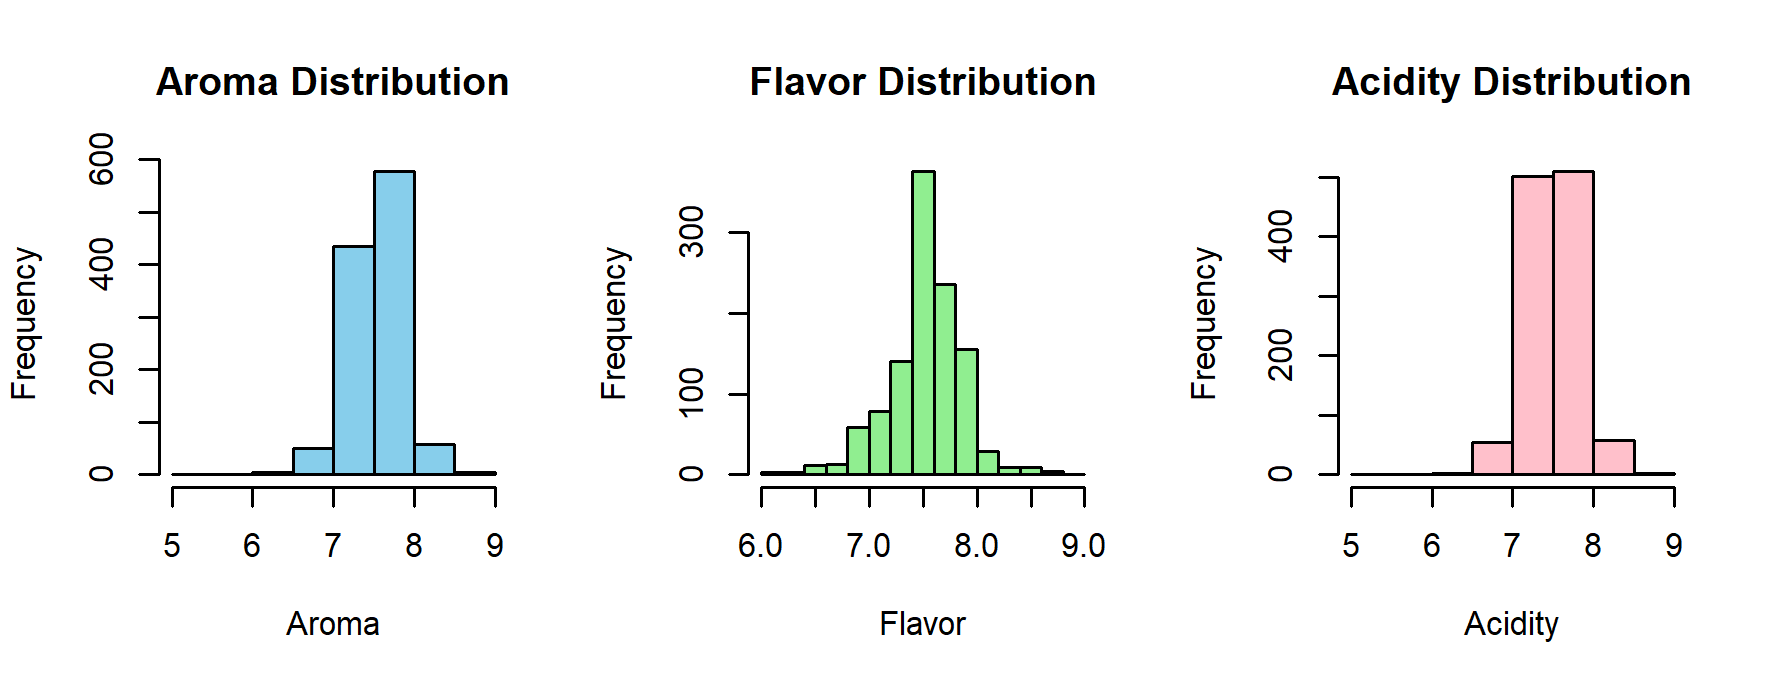 Aroma Distribution
Frequency
0 200 400 600
5 6 7 8 9
Aroma
Flavor Distribution
Frequency
0 100 300
6.0 7.0 8.0 9.0
Flavor
Acidity Distribution
Frequency
0 200 400
5 6 7 8 9
Acidity